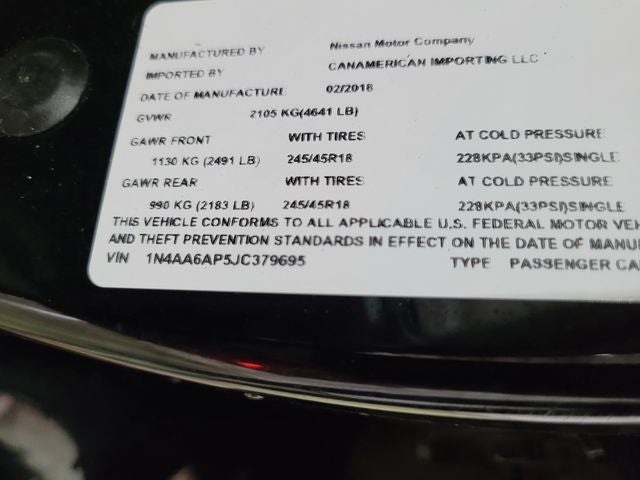 MANUFACTURED BY Nissan Motor Company
IMPORTED BY CANAMERICAN IMPORTING LLC
DATE OF MANUFACTURE 02/2018
GVWR 2105 KG(4641 LB)
GAWR FRONT WITH TIRES AT COLD PRESSURE
1130 KG (2491 LB) 245/45R18 228KPA(33PSI)SINGLE
GAWR REAR WITH TIRES AT COLD PRESSURE
990 KG (2183 LB) 245/45R18 228KPA(33PSI)SINGLE
THIS VEHICLE CONFORMS TO ALL APPLICABLE U.S. FEDERAL MOTOR VEH
AND THEFT PREVENTION STANDARDS IN EFFECT ON THE DATE OF MANU
VIN 1N4AA6AP5JC379695 TYPE PASSENGER CA